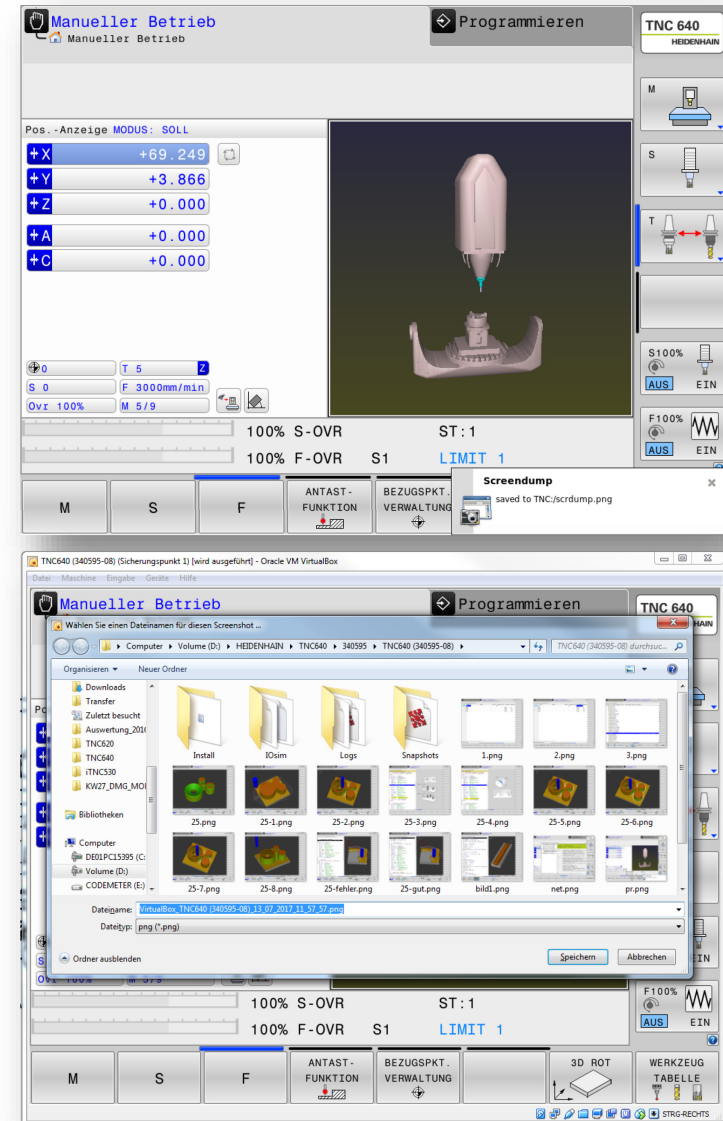 Manueller Betrieb
Manueller Betrieb
Programmieren
TNC 640
HEIDENHAIN
Pos.-Anzeige MODUS: SOLL
X +69.249
Y +3.866
Z +0.000
A +0.000
C +0.000
0 T 5 Z
S 0 F 3000mm/min
Ovr 100% M 5/9
M
S
T
S100%
AUS EIN
F100%
AUS EIN
100% S-OVR ST:1
100% F-OVR S1 LIMIT 1
M
S
F
ANTAST-
FUNKTION
BEZUGSPKT.
VERWALTUNG
Screendump
saved to TNC:/scrdump.png
TNC640 (340595-08) (Sicherungspunkt 1) [wird ausgeführt] - Oracle VM VirtualBox
Datei Maschine Eingabe Geräte Hilfe
Manueller Betrieb
Programmieren
TNC 640
HAIN
Wählen Sie einen Dateinamen für diesen Screenshot ...
Computer Volume (D:) HEIDENHAIN TNC640 340595 TNC640 (340595-08)
TNC640 (340595-08) durchsuc...
Organisieren Neuer Ordner
Downloads
Transfer
Zuletzt besucht
TNC620
TNC640
iTNC530
Bibliotheken
Computer
Volume (D:)
CODEMETER (E:)
Install
IOsim
Logs
Snapshots
1.png
2.png
3.png
25.png
25-1.png
25-2.png
25-3.png
25-4.png
25-5.png
25-6.png
25-7.png
25-8.png
25-fehler.png
25-gut.png
bild1.png
net.png
pr.png
Dateiname: VirtualBox_TNC640 (340595-08)_13_07_2017_11_57_57.png
Dateityp: png (*.png)
Ordner ausblenden
Speichern
Abbrechen
100% S-OVR ST:1
100% F-OVR S1 LIMIT 1
F100%
AUS EIN
M
S
F
ANTAST-
FUNKTION
BEZUGSPKT.
VERWALTUNG
3D ROT
WERKZEUG
TABELLE
STRG-RECHTS